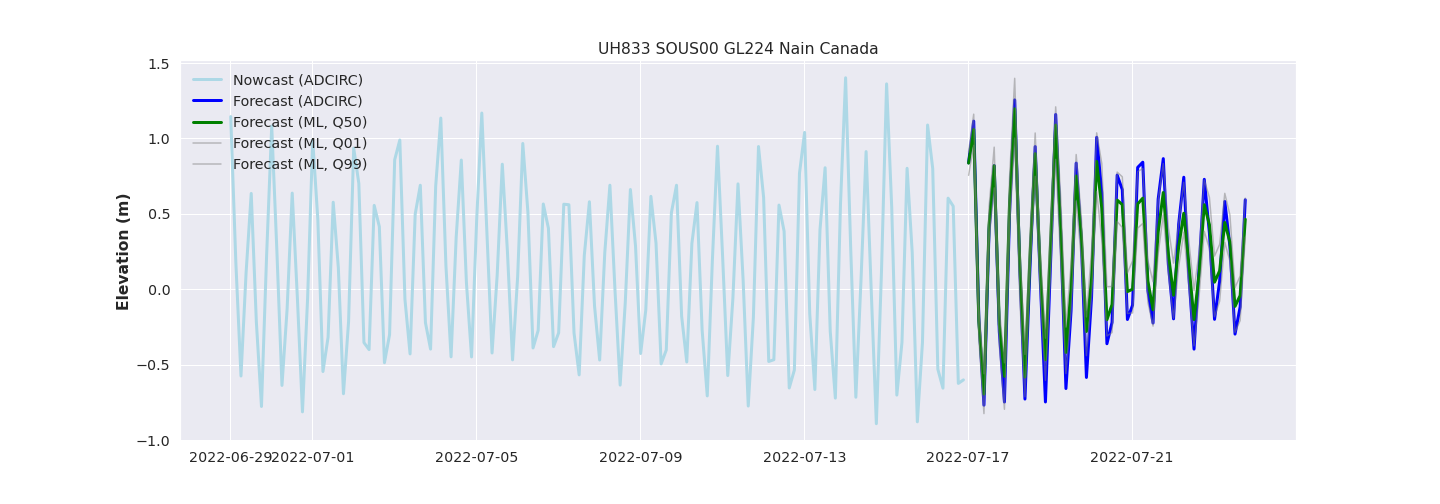 UH833 SOUS00 GL224 Nain Canada
Elevation (m)
1.5
1.0
0.5
0.0
−0.5
−1.0
Nowcast (ADCIRC)
Forecast (ADCIRC)
Forecast (ML, Q50)
Forecast (ML, Q01)
Forecast (ML, Q99)
2022-06-29 2022-07-01 2022-07-05 2022-07-09 2022-07-13 2022-07-17 2022-07-21